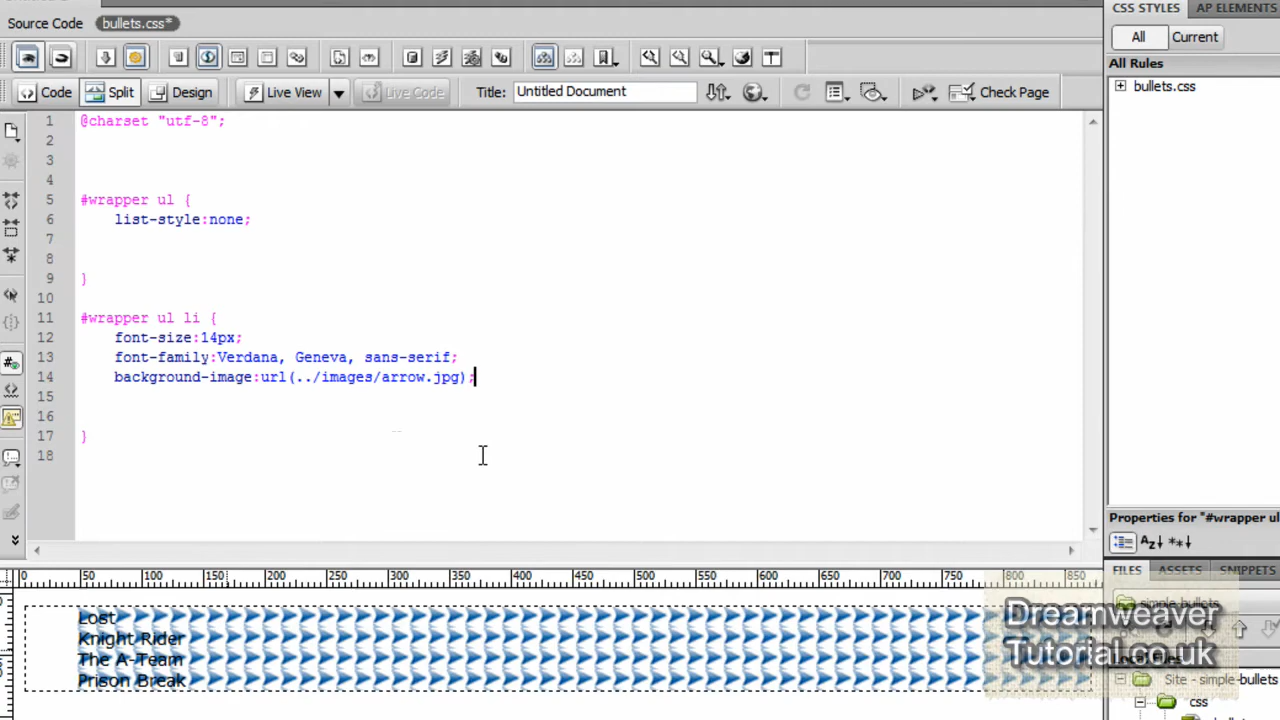 CSS STYLES AP ELEMENTS
Source Code bullets.css*
All Current
All Rules
Code Split Design Live View Live Code Title: Untitled Document Check Page
bullets.css
1 @charset "utf-8";
2
3
4
5 #wrapper ul {
6 list-style:none;
7
8
9 }
10
11 #wrapper ul li {
12 font-size:14px;
13 font-family:Verdana, Geneva, sans-serif;
14 background-image:url(../images/arrow.jpg);
15
16
17 }
18
Properties for "#wrapper ul
FILES ASSETS SNIPPETS
0 50 100 150 200 250 300 350 400 450 500 550 600 650 700 750 800 850
simple-bullets
Lost
Knight Rider
The A-Team
Prison Break
Dreamweaver
Tutorial.co.uk
Local Files
Site - simple-bullets
css